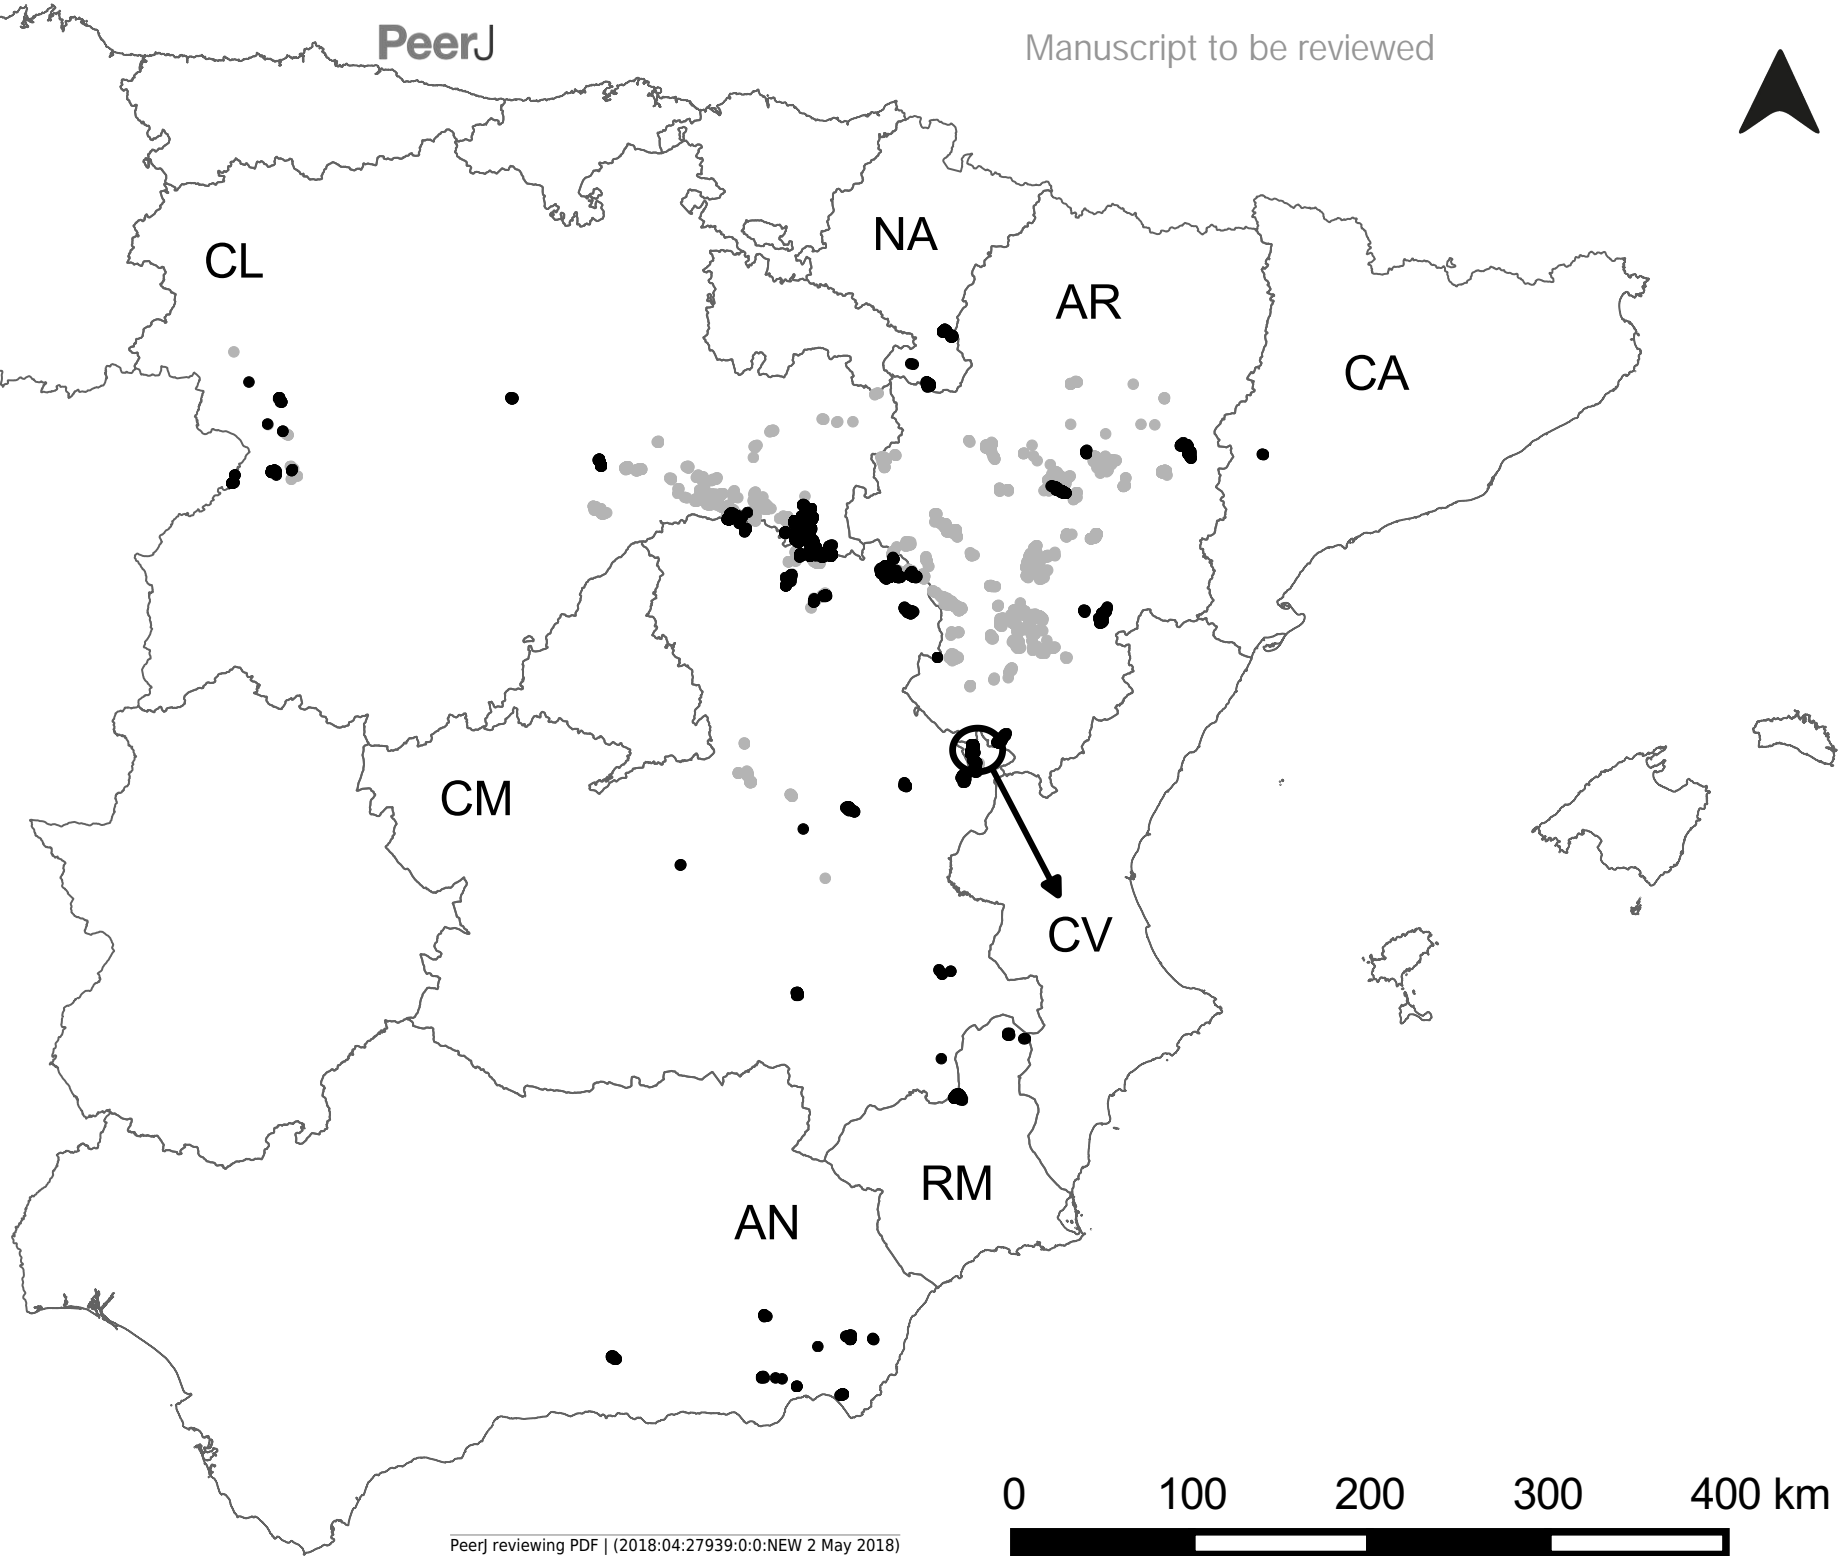 PeerJ
Manuscript to be reviewed
NA
CL
AR
CA
CM
CV
RM
AN
0 100 200 300 400 km
PeerJ reviewing PDF | (2018:04:27939:0:0:NEW 2 May 2018)